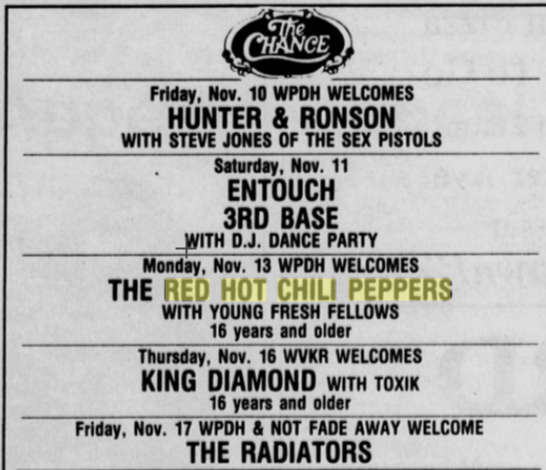 The
CHANCE
Friday, Nov. 10 WPDH WELCOMES
HUNTER & RONSON
WITH STEVE JONES OF THE SEX PISTOLS
Saturday, Nov. 11
ENTOUCH
3RD BASE
WITH D.J. DANCE PARTY
Monday, Nov. 13 WPDH WELCOMES
THE RED HOT CHILI PEPPERS
WITH YOUNG FRESH FELLOWS
16 years and older
Thursday, Nov. 16 WVKR WELCOMES
KING DIAMOND WITH TOXIK
16 years and older
Friday, Nov. 17 WPDH & NOT FADE AWAY WELCOME
THE RADIATORS